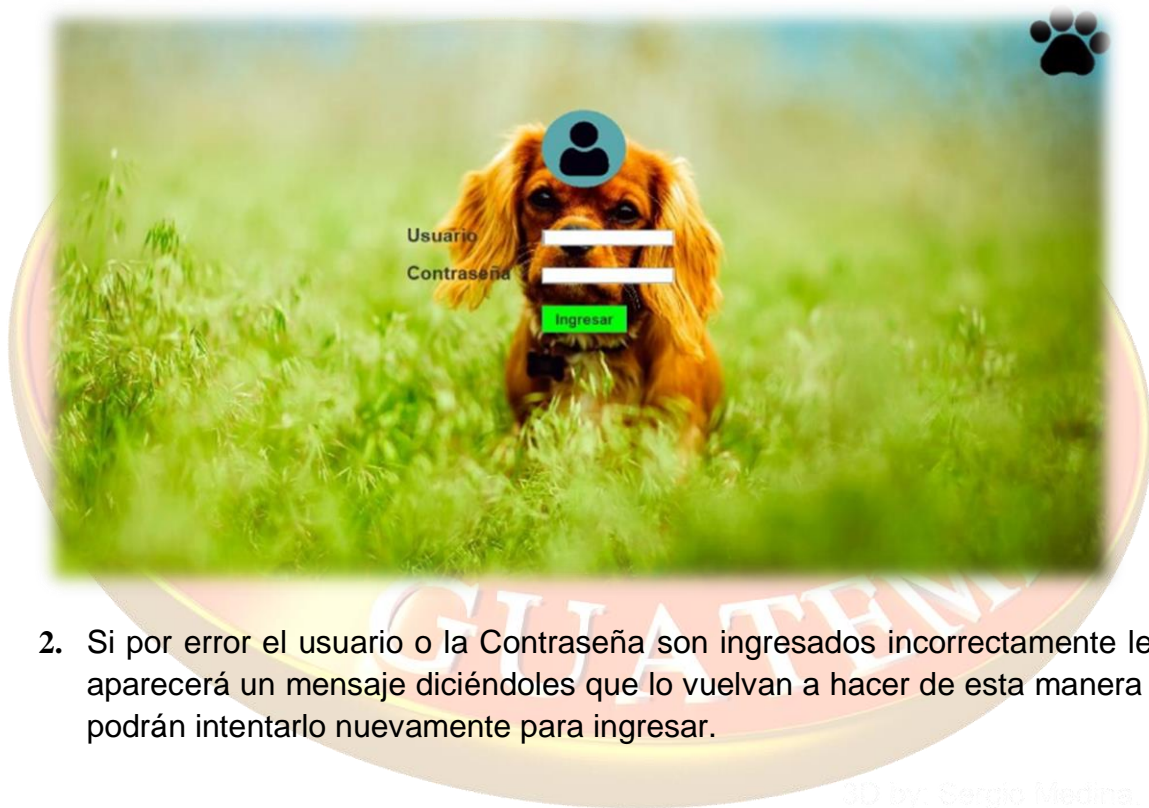 Usuario
Contraseña
Ingresar
GUATEM
2. Si por error el usuario o la Contraseña son ingresados incorrectamente le
aparecerá un mensaje diciéndoles que lo vuelvan a hacer de esta manera
podrán intentarlo nuevamente para ingresar.
3D by: Sergio Medina.